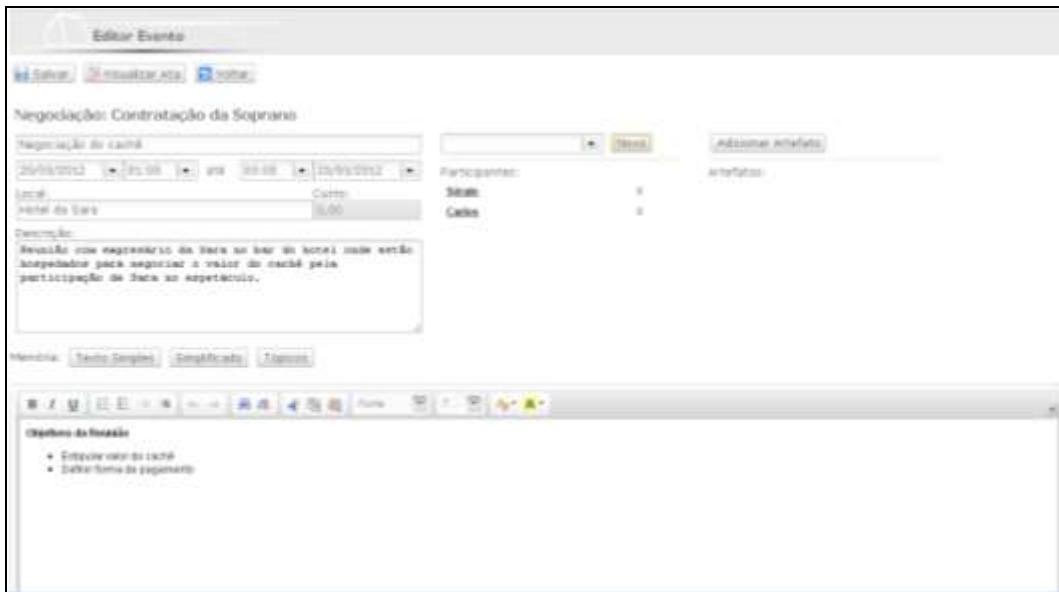 Editar Evento
Salvar Visualizar Ata Voltar
Negociação: Contratação da Soprano
Negociação do cachê
Novo
Adicionar Artefato
até
Participantes:
Artefatos:
Local:
Custo:
Hotel da Sara
0,00
Carlos
Descrição:
Reunião com empresário da Sara no bar do hotel onde estão
hospedados para negociar o valor do cachê pela
participação de Sara no espetáculo.
Memória: Texto Simples Simplificado Tópicos
Objetivos da Reunião
Estipular valor do cachê
Definir forma de pagamento